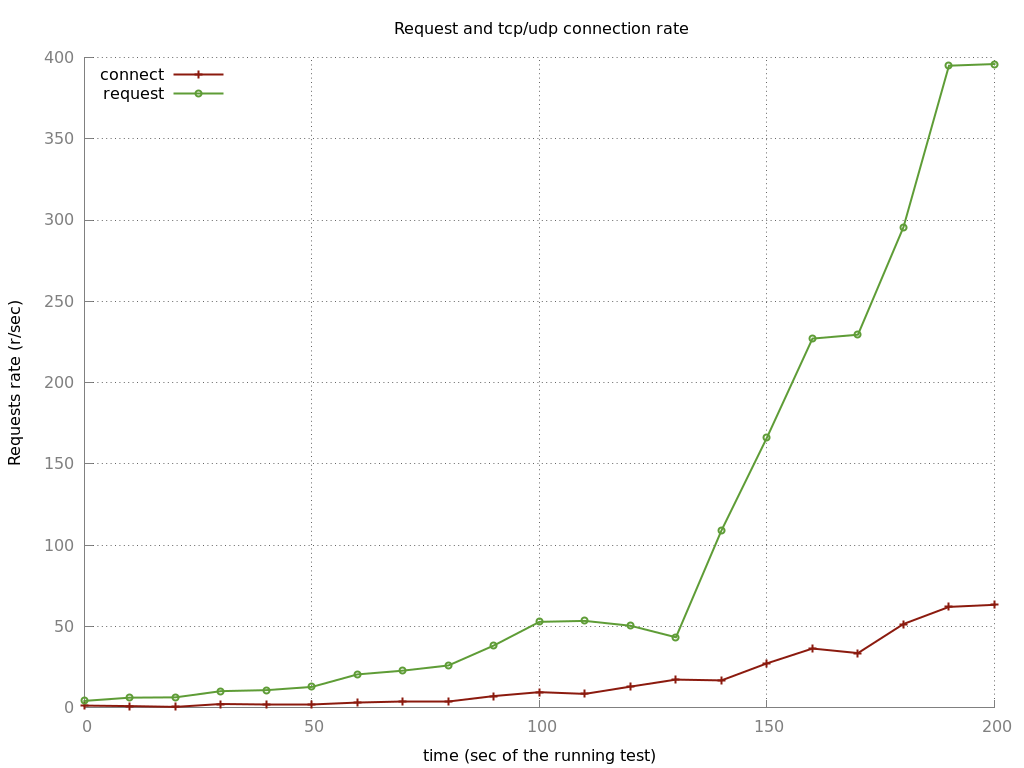 Request and tcp/udp connection rate
400
350
300
250
200
150
100
50
0
connect
request
Requests rate (r/sec)
0 50 100 150 200
time (sec of the running test)